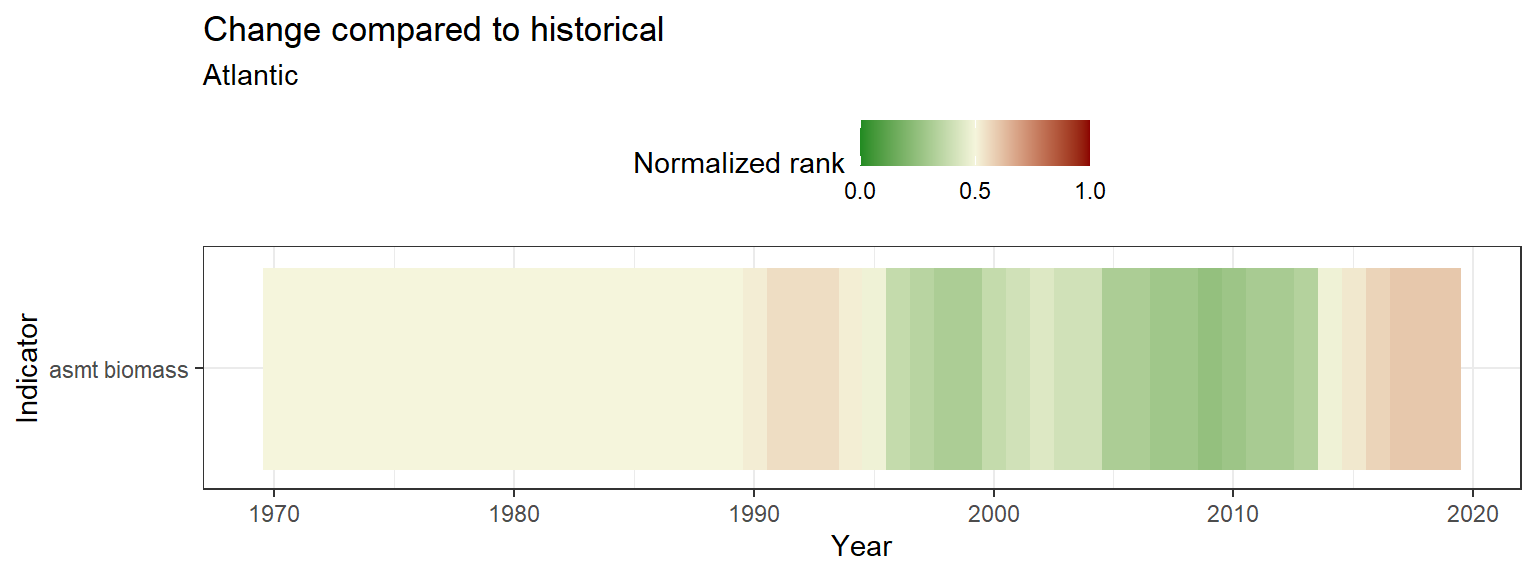 Change compared to historical
Atlantic
Normalized rank
0.0 0.5 1.0
Indicator
asmt biomass
1970 1980 1990 2000 2010 2020
Year